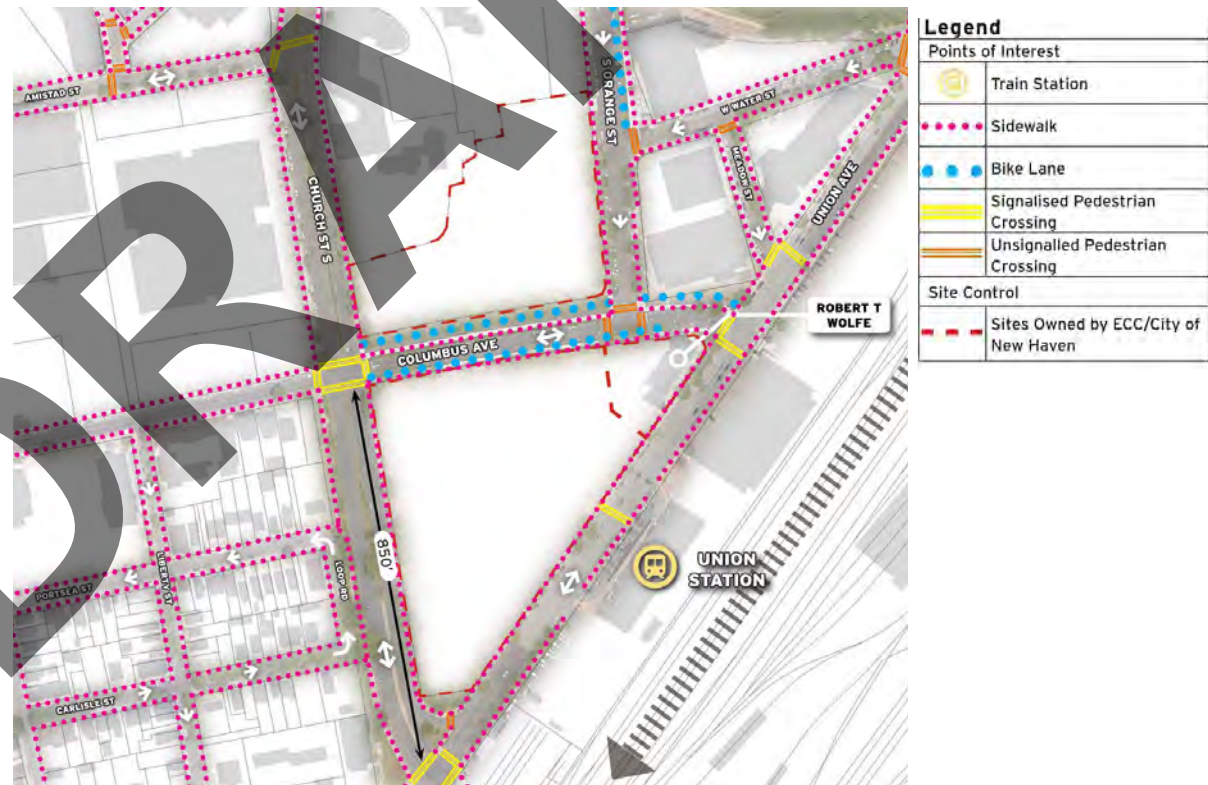 DRAFT
AMISTAD ST
CHURCH ST S
S ORANGE ST
W WATER ST
MEADOW ST
UNION AVE
COLUMBUS AVE
ROBERT T
WOLFE
850'
UNION
STATION
LOOP RD
LIBERTY ST
PORTSEA ST
CARLISLE ST
Legend
Points of Interest
Train Station
Sidewalk
Bike Lane
Signalised Pedestrian
Crossing
Unsignalled Pedestrian
Crossing
Site Control
Sites Owned by ECC/City of
New Haven